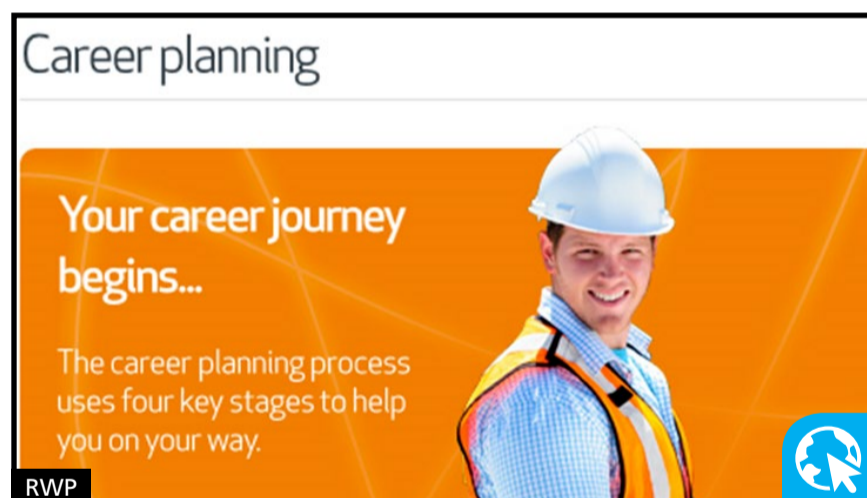 Career planning
Your career journey
begins...
The career planning process
uses four key stages to help
you on your way.
RWP